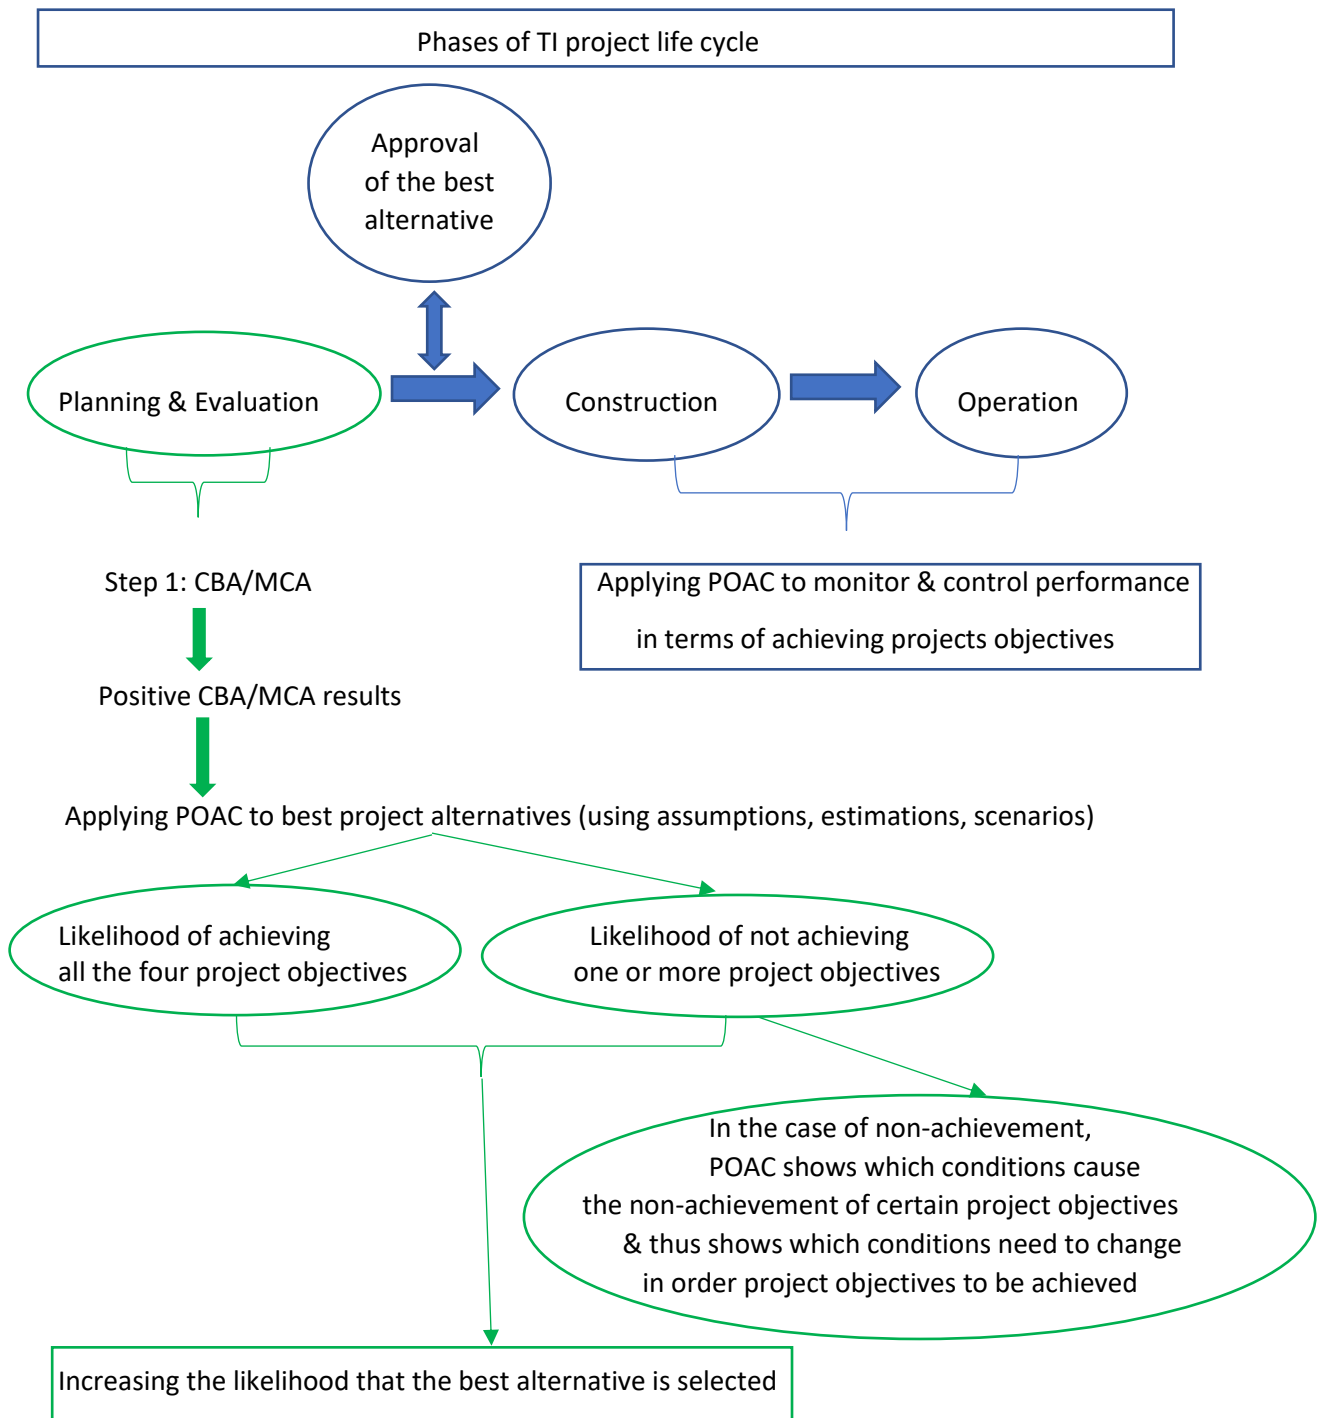 Phases of TI project life cycle
Approval
of the best
alternative
Planning & Evaluation
Construction
Operation
Step 1: CBA/MCA
Applying POAC to monitor & control performance
in terms of achieving projects objectives
Positive CBA/MCA results
Applying POAC to best project alternatives (using assumptions, estimations, scenarios)
Likelihood of achieving
all the four project objectives
Likelihood of not achieving
one or more project objectives
In the case of non-achievement,
POAC shows which conditions cause
the non-achievement of certain project objectives
& thus shows which conditions need to change
in order project objectives to be achieved
Increasing the likelihood that the best alternative is selected